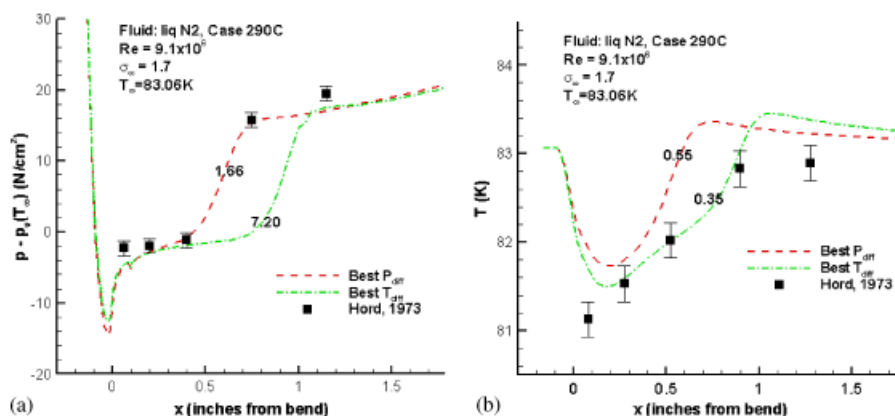 Fluid: liq N2, Case 290C
Re = 9.1x10⁶
σ∞ = 1.7
T∞=83.06K
30
20
10
0
-10
-20
p - pᵥ(T∞) (N/cm²)
1.66
7.20
Best P_diff
Best T_diff
Hord, 1973
0
0.5
1
1.5
x (inches from bend)
(a)
Fluid: liq N2, Case 290C
Re = 9.1x10⁶
σ∞ = 1.7
T∞=83.06K
84
83
82
81
T (K)
0.55
0.35
Best P_diff
Best T_diff
Hord, 1973
0
0.5
1
1.5
x (inches from bend)
(b)